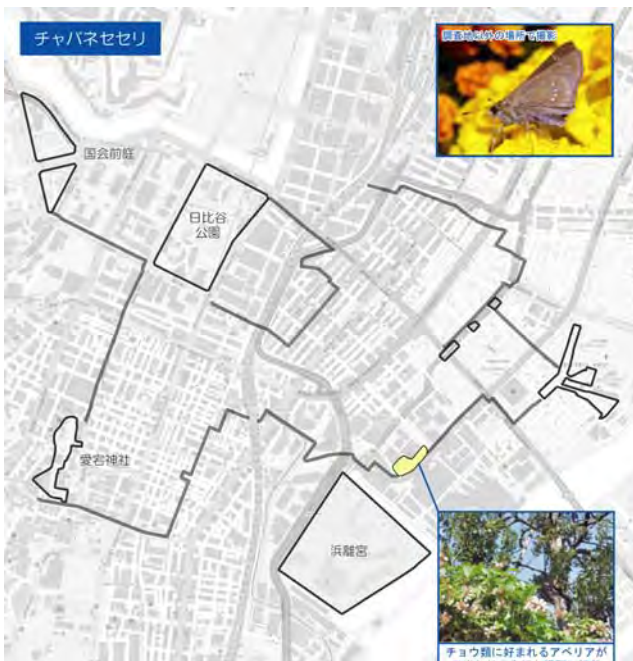 チャバネセセリ
調査地以外の場所で撮影
国会前庭
日比谷
公園
愛宕神社
浜離宮
チョウ類に好まれるアベリアが